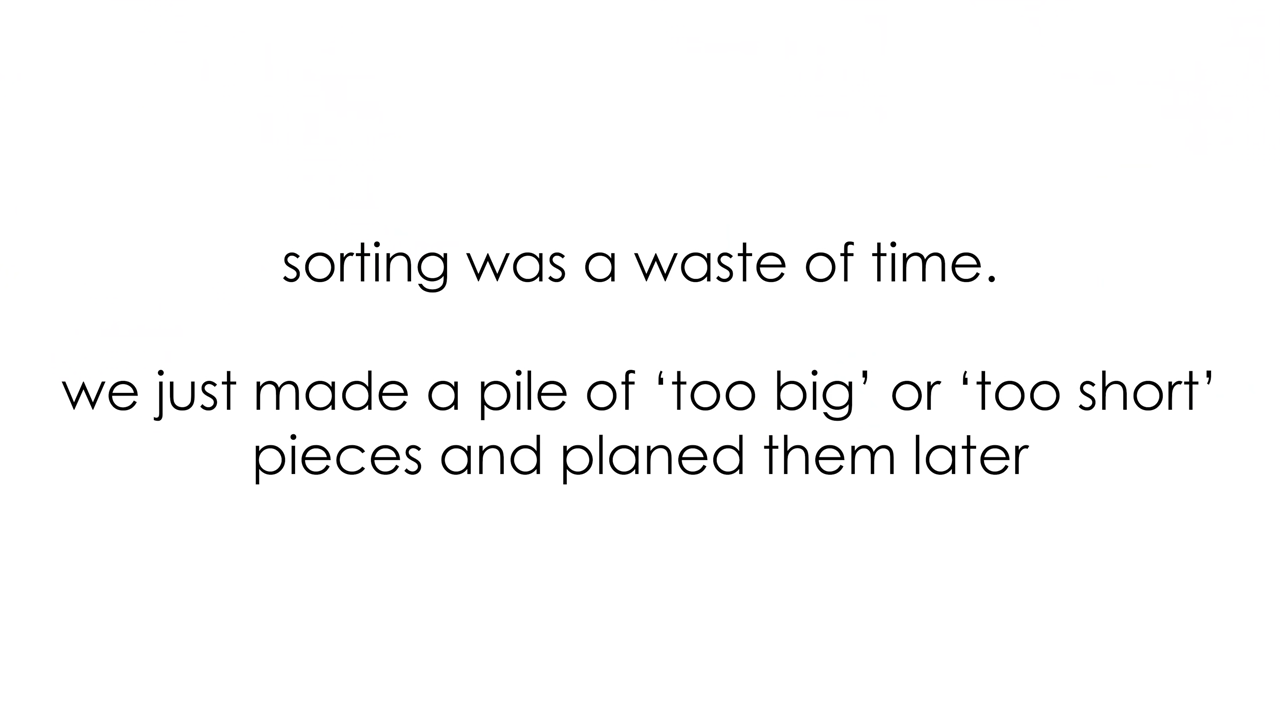 sorting was a waste of time.
we just made a pile of ‘too big’ or ‘too short’
pieces and planed them later